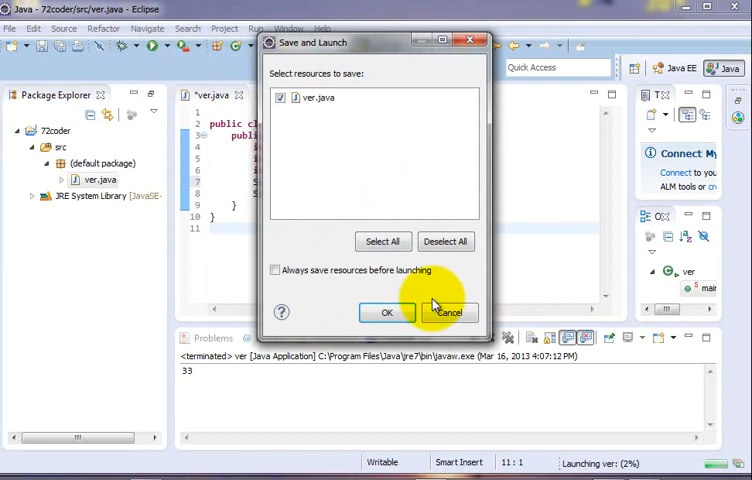 Java - 72coder/src/ver.java - Eclipse
File Edit Source Refactor Navigate Search Project Run Window Help
Quick Access
Java EE
Java
Package Explorer
72coder
src
(default package)
ver.java
JRE System Library [JavaSE-
*ver.java
1
2 public cl
3 publi
4 i
5
6
7 S
8 S
9 }
10 }
11
Save and Launch
Select resources to save:
ver.java
Select All
Deselect All
Always save resources before launching
OK
Cancel
Connect My
Connect to you
ALM tools or cre
ver
main
Problems
<terminated> ver [Java Application] C:\Program Files\Java\jre7\bin\javaw.exe (Mar 16, 2013 4:07:12 PM)
33
Writable
Smart Insert
11 : 1
Launching ver: (2%)